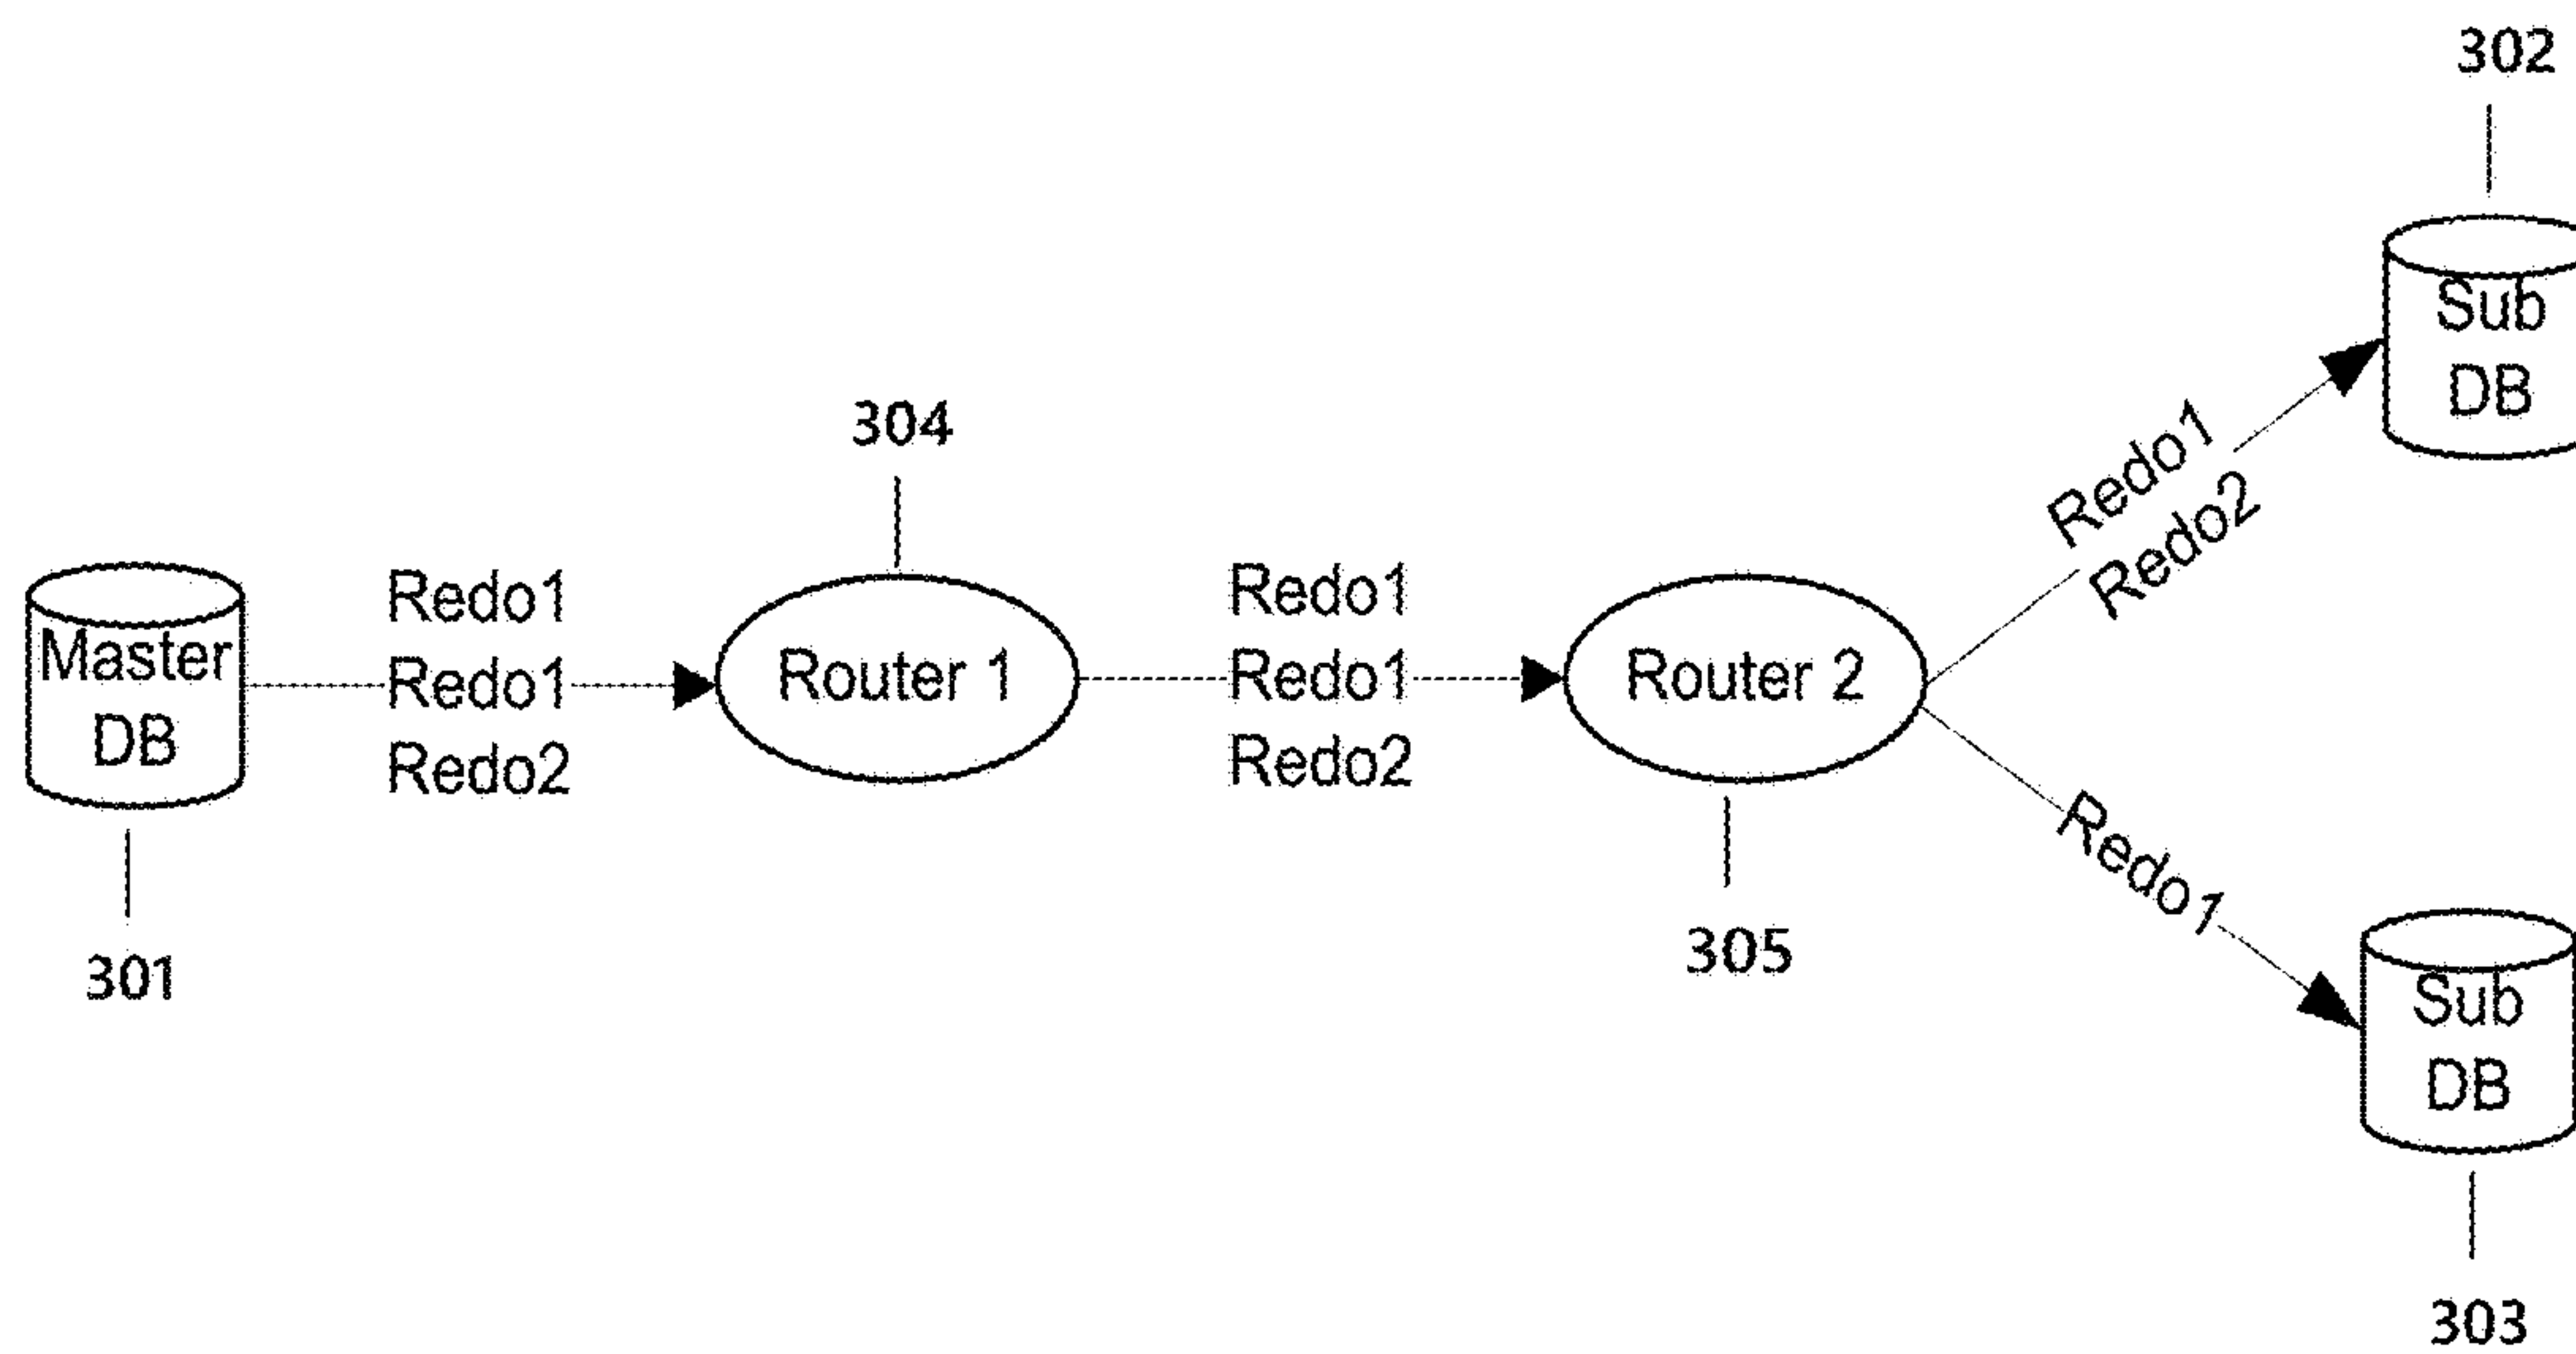 302
Sub
DB
Redo1
Redo2
304
Master
DB
Redo1
Redo1
Redo2
Router 1
Redo1
Redo1
Redo2
Router 2
301
305
Redo1
Sub
DB
303